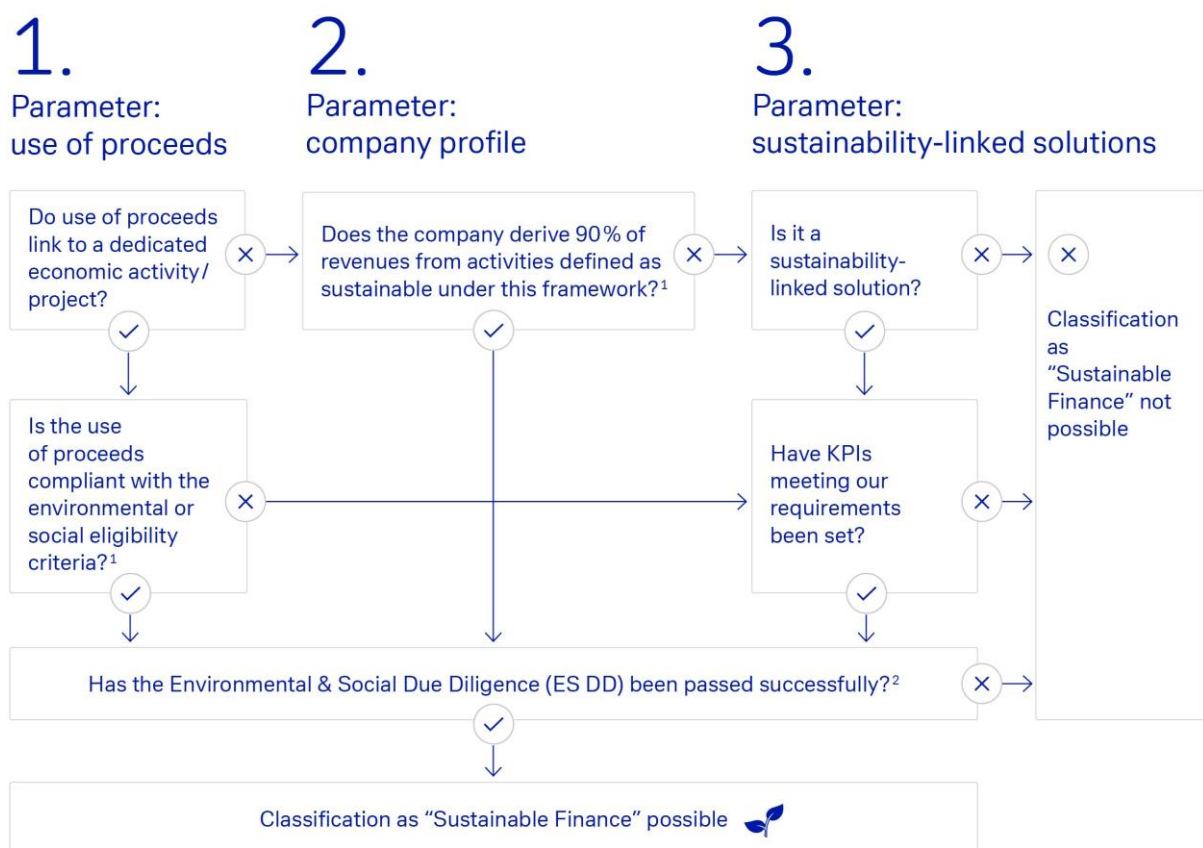 1.
Parameter:
use of proceeds
2.
Parameter:
company profile
3.
Parameter:
sustainability-linked solutions
Do use of proceeds
link to a dedicated
economic activity/
project?
Does the company derive 90% of
revenues from activities defined as
sustainable under this framework?¹
Is it a
sustainability-
linked solution?
Classification
as
“Sustainable
Finance” not
possible
Is the use
of proceeds
compliant with the
environmental or
social eligibility
criteria?¹
Have KPIs
meeting our
requirements
been set?
Has the Environmental & Social Due Diligence (ES DD) been passed successfully?²
Classification as “Sustainable Finance” possible